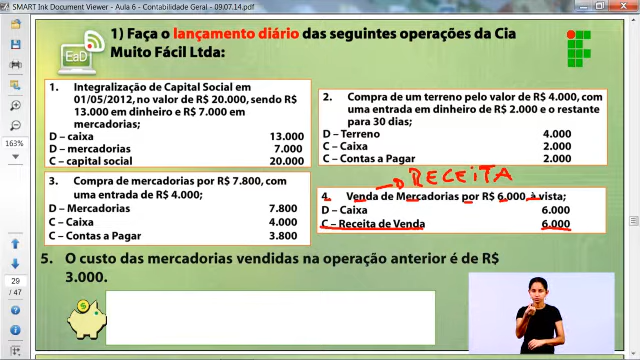 SMART Ink Document Viewer - Aula 6 - Contabilidade Geral - 09.07.14.pdf
1) Faça o lançamento diário das seguintes operações da Cia
Muito Fácil Ltda:
EaD
1. Integralização de Capital Social em
01/05/2012, no valor de R$ 20.000, sendo R$
13.000 em dinheiro e R$ 7.000 em
mercadorias;
D – caixa 13.000
D – mercadorias 7.000
C – capital social 20.000
2. Compra de um terreno pelo valor de R$ 4.000, com
uma entrada em dinheiro de R$ 2.000 e o restante
para 30 dias;
D – Terreno 4.000
C – Caixa 2.000
C – Contas a Pagar 2.000
3. Compra de mercadorias por R$ 7.800, com
uma entrada de R$ 4.000;
D – Mercadorias 7.800
C – Caixa 4.000
C – Contas a Pagar 3.800
RECEITA
4. Venda de Mercadorias por R$ 6.000, à vista;
D – Caixa 6.000
C – Receita de Venda 6.000
5. O custo das mercadorias vendidas na operação anterior é de R$
3.000.
163%
29
/ 47